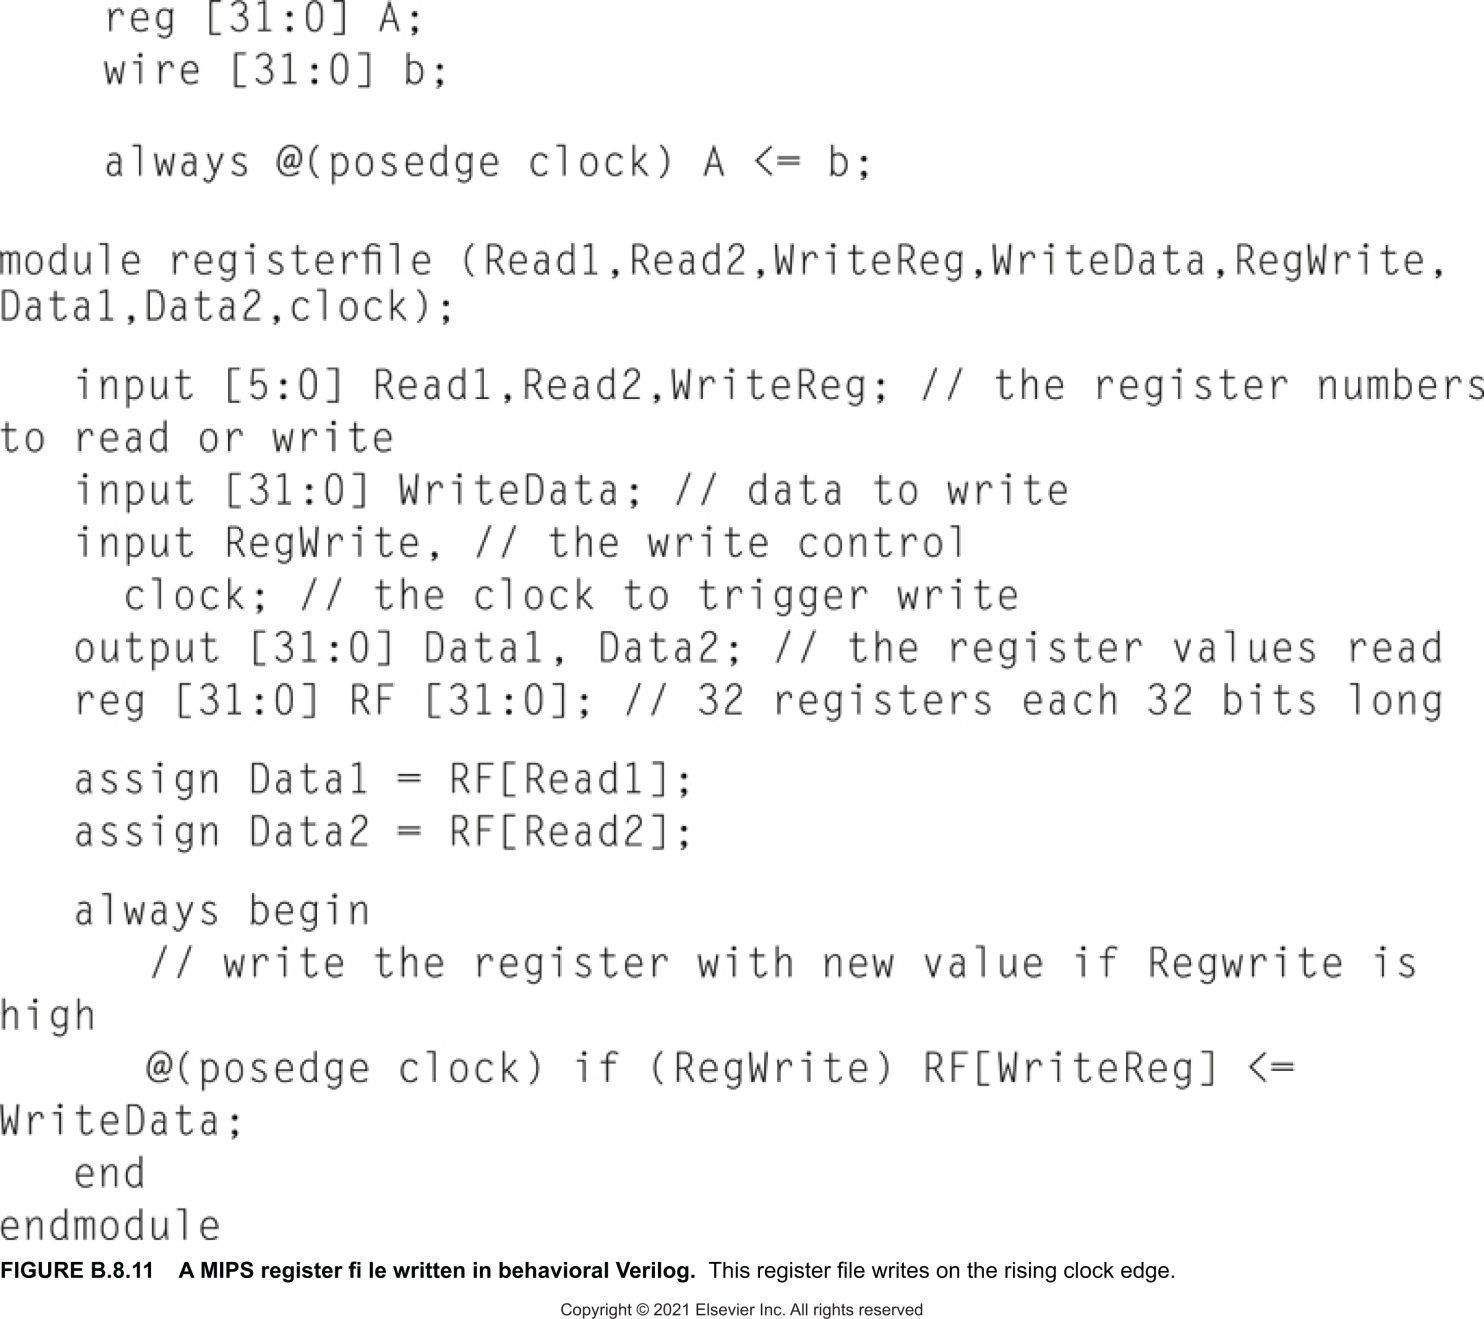 reg [31:0] A;
wire [31:0] b;
always @(posedge clock) A <= b;
module registerfile (Read1,Read2,WriteReg,WriteData,RegWrite,
Data1,Data2,clock);
input [5:0] Read1,Read2,WriteReg; // the register numbers
to read or write
input [31:0] WriteData; // data to write
input RegWrite, // the write control
clock; // the clock to trigger write
output [31:0] Data1, Data2; // the register values read
reg [31:0] RF [31:0]; // 32 registers each 32 bits long
assign Data1 = RF[Read1];
assign Data2 = RF[Read2];
always begin
// write the register with new value if Regwrite is
high
@(posedge clock) if (RegWrite) RF[WriteReg] <=
WriteData;
end
endmodule
FIGURE B.8.11 A MIPS register fi le written in behavioral Verilog. This register file writes on the rising clock edge.
Copyright © 2021 Elsevier Inc. All rights reserved